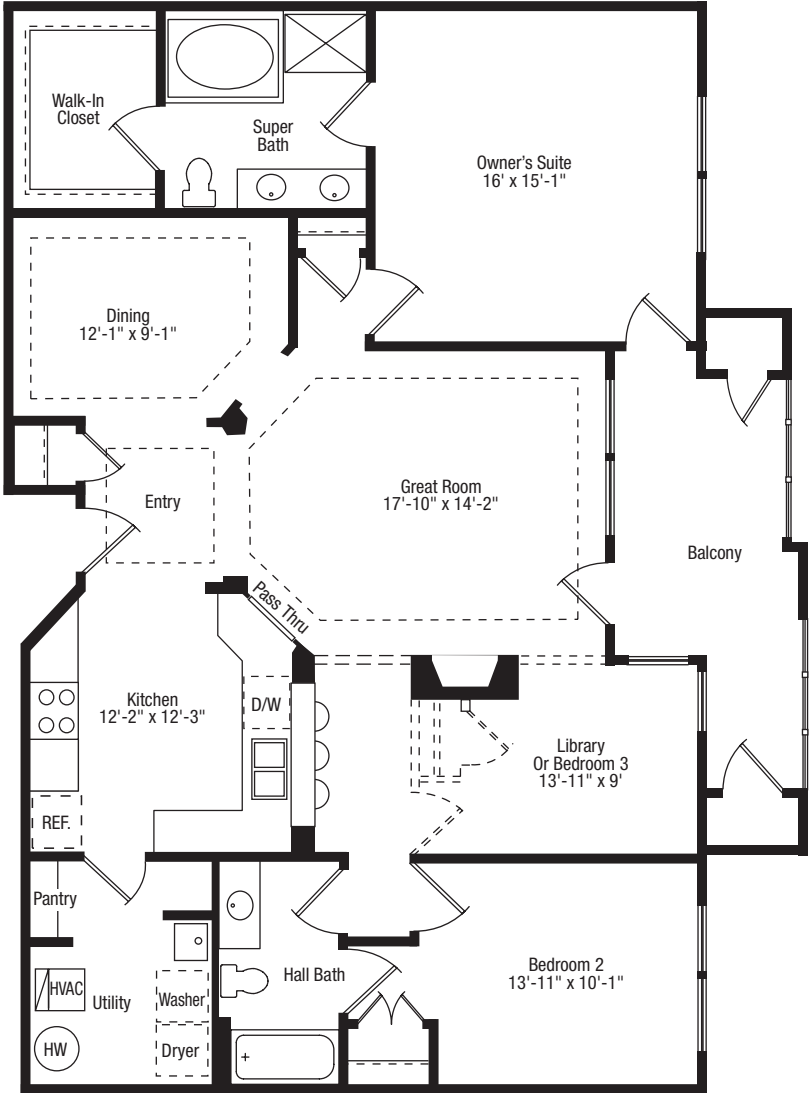 Walk-In
Closet
Super
Bath
Owner's Suite
16' x 15'-1"
Dining
12'-1" x 9'-1"
Entry
Great Room
17'-10" x 14'-2"
Balcony
Pass Thru
Kitchen
12'-2" x 12'-3"
D/W
Library
Or Bedroom 3
13'-11" x 9'
REF.
Pantry
Hall Bath
Bedroom 2
13'-11" x 10'-1"
HVAC
Utility
Washer
HW
Dryer